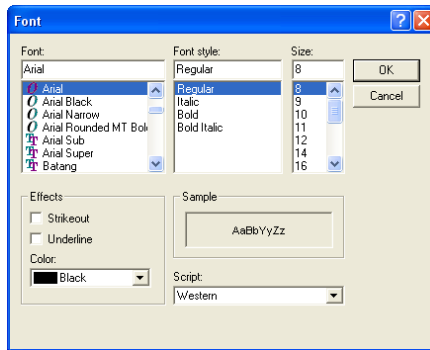 Font
Font:
Font style:
Size:
Arial
Regular
8
OK
Cancel
Arial
Arial Black
Arial Narrow
Arial Rounded MT Bol
Arial Sub
Arial Super
Batang
Regular
Italic
Bold
Bold Italic
8
9
10
11
12
14
16
Effects
Strikeout
Underline
Color:
Black
Sample
AaBbYyZz
Script:
Western